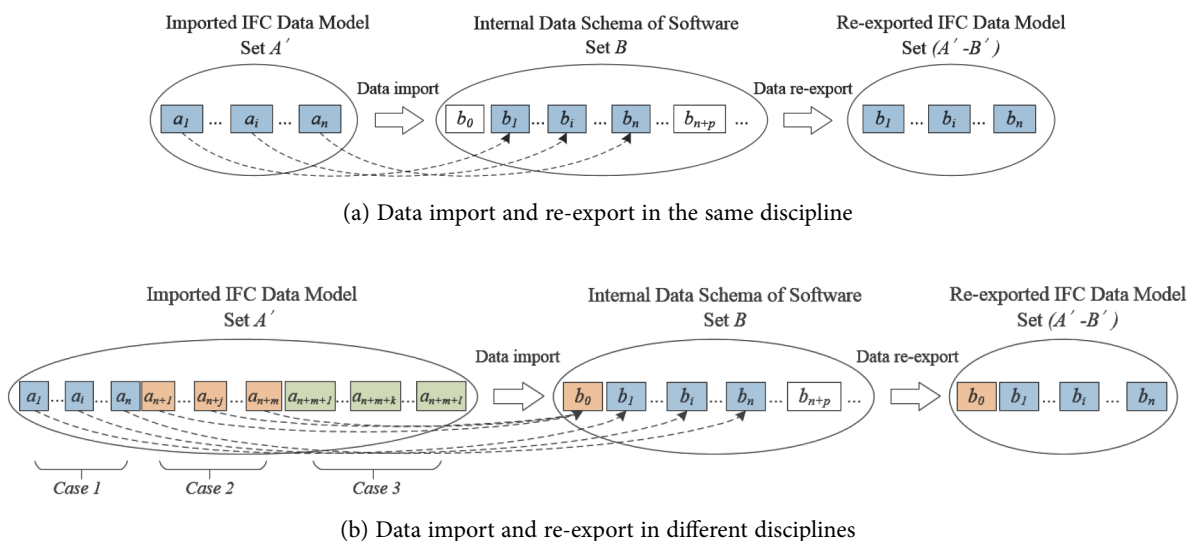 Imported IFC Data Model
Set A′
Internal Data Schema of Software
Set B
Re-exported IFC Data Model
Set (A′ -B′ )
Data import
Data re-export
a1 ... ai ... an
b0 b1 ... bi ... bn ... bn+p ...
b1 ... bi ... bn
(a) Data import and re-export in the same discipline
Imported IFC Data Model
Set A′
Internal Data Schema of Software
Set B
Re-exported IFC Data Model
Set (A′ -B′ )
Data import
Data re-export
a1 ... ai ... an an+1 ... an+j ... an+m an+m+1 ... an+m+k ... an+m+l
b0 b1 ... bi ... bn ... bn+p ...
b0 b1 ... bi ... bn
Case 1
Case 2
Case 3
(b) Data import and re-export in different disciplines